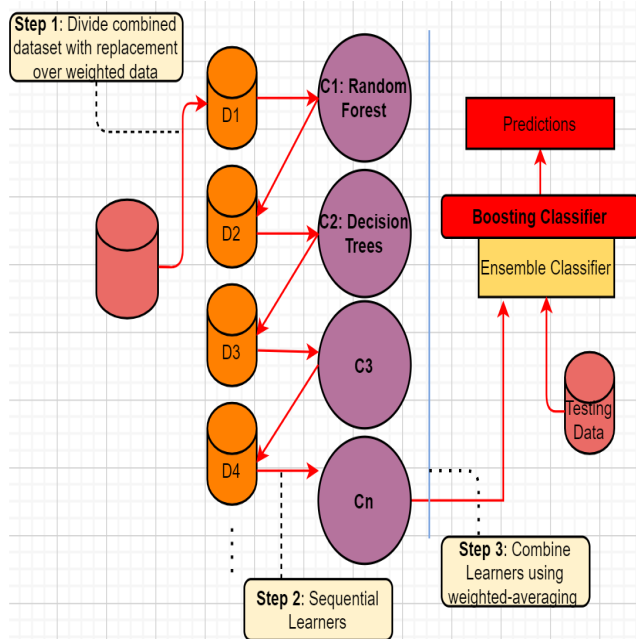 Step 1: Divide combined
dataset with replacement
over weighted data
D1
C1: Random
Forest
D2
C2: Decision
Trees
D3
C3
D4
Cn
Predictions
Boosting Classifier
Ensemble Classifier
Testing
Data
Step 2: Sequential
Learners
Step 3: Combine
Learners using
weighted-averaging